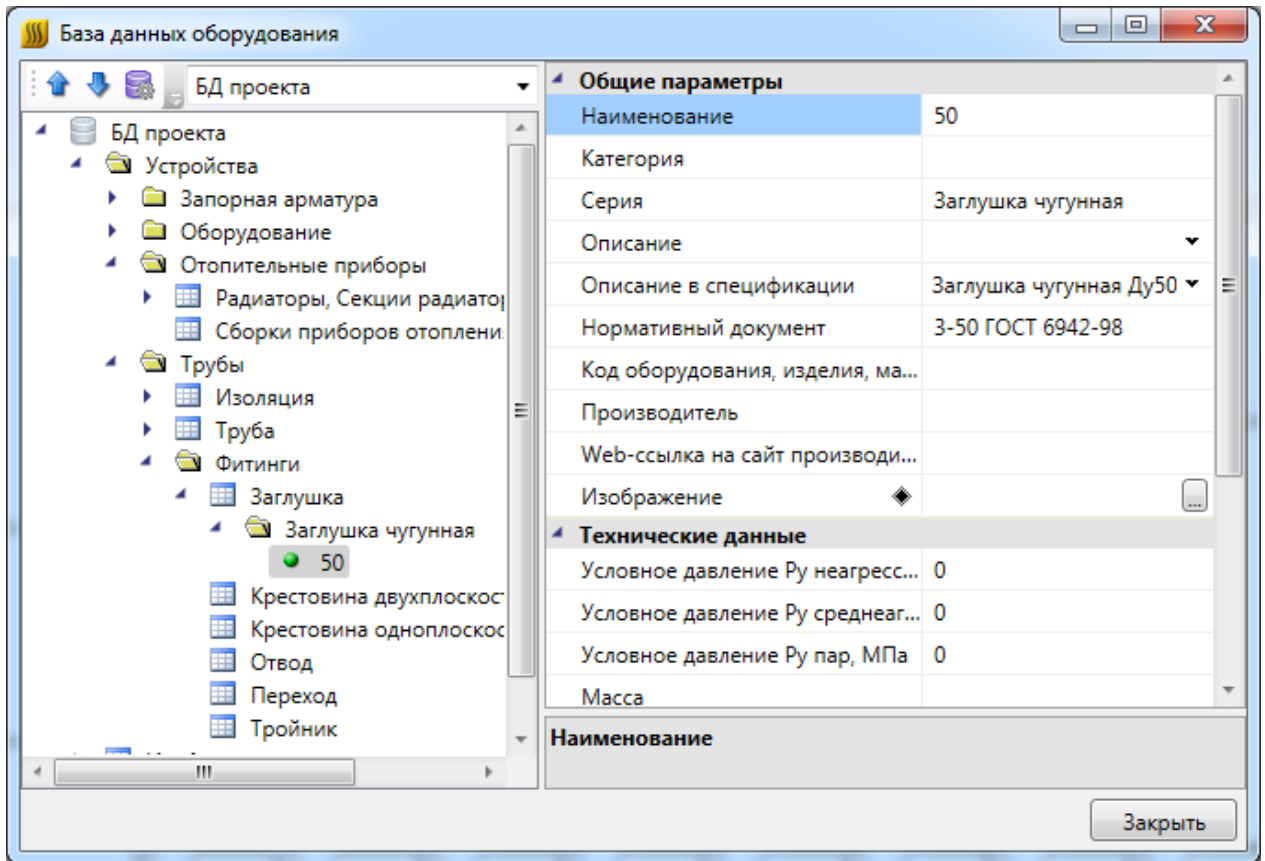 База данных оборудования
БД проекта
БД проекта
Устройства
Запорная арматура
Оборудование
Отопительные приборы
Радиаторы, Секции
Сборки приборов
Трубы
Изоляция
Труба
Фитинги
Заглушка
Заглушка чугунная
50
Крестовина
Крестовина
Отвод
Переход
Тройник
Общие параметры
Наименование 50
Категория
Серия Заглушка чугунная
Описание
Описание в спецификации Заглушка чугунная Ду50
Нормативный документ 3-50 ГОСТ 6942-98
Код оборудования, изделия, ма...
Производитель
Web-ссылка на сайт производи...
Изображение ...
Технические данные
Условное давление Ру неагресс... 0
Условное давление Ру среднеаг... 0
Условное давление Ру пар, МПа 0
Масса
Наименование
Закрыть